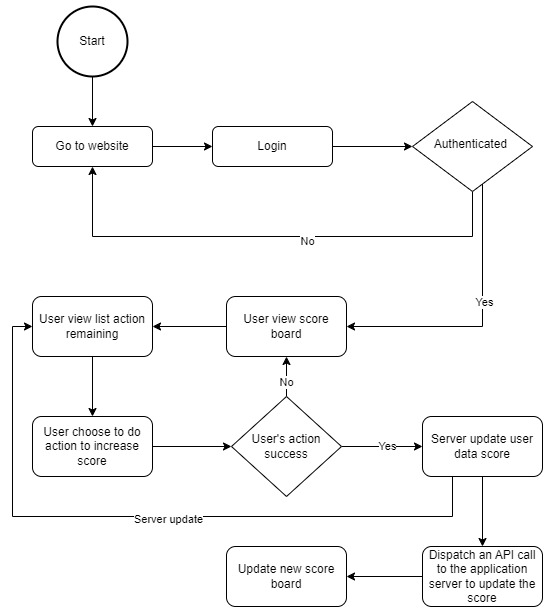 Start
Go to website
Login
Authenticated
No
Yes
User view list action
remaining
User view score
board
No
User choose to do
action to increase
score
User's action
success
Yes
Server update user
data score
Server update
Update new score
board
Dispatch an API call
to the application
server to update the
score